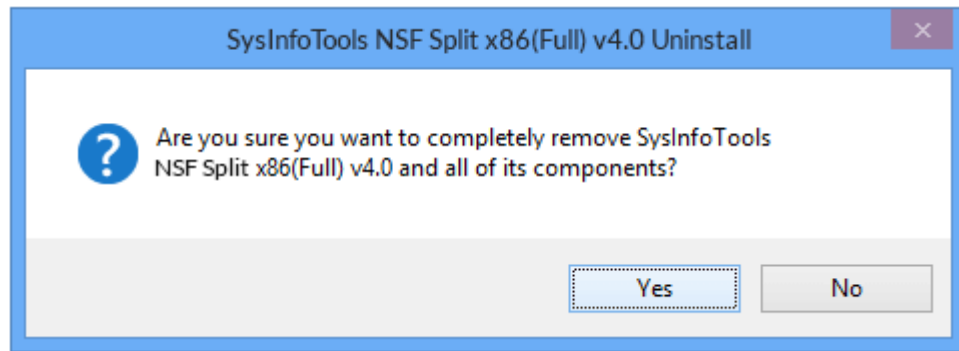 SysInfoTools NSF Split x86(Full) v4.0 Uninstall
Are you sure you want to completely remove SysInfoTools
NSF Split x86(Full) v4.0 and all of its components?
Yes
No